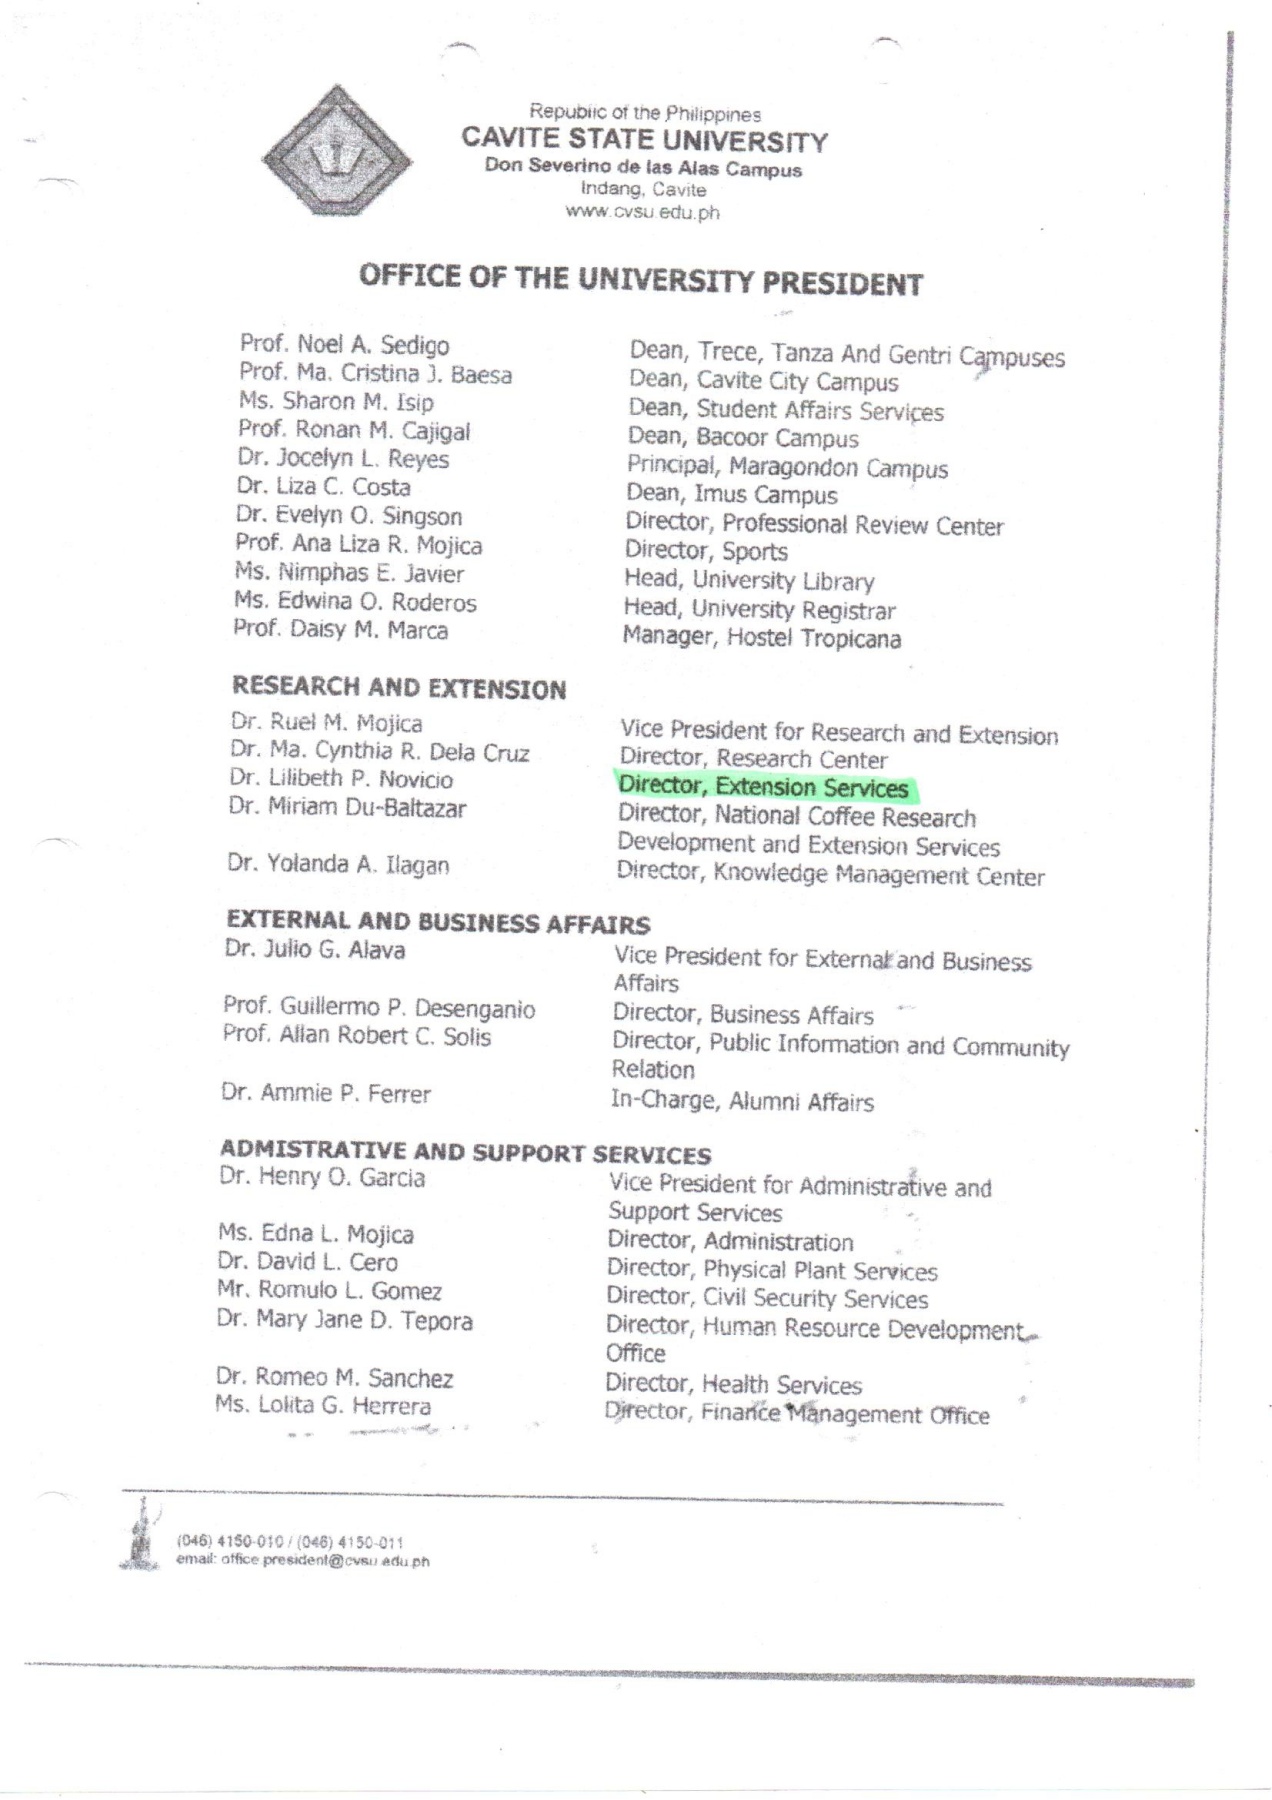 Republic of the Philippines
CAVITE STATE UNIVERSITY
Don Severino de las Alas Campus
Indang, Cavite
www.cvsu.edu.ph
OFFICE OF THE UNIVERSITY PRESIDENT
Prof. Noel A. Sedigo Dean, Trece, Tanza And Gentri Campuses
Prof. Ma. Cristina J. Baesa Dean, Cavite City Campus
Ms. Sharon M. Isip Dean, Student Affairs Services
Prof. Ronan M. Cajigal Dean, Bacoor Campus
Dr. Jocelyn L. Reyes Principal, Maragondon Campus
Dr. Liza C. Costa Dean, Imus Campus
Dr. Evelyn O. Singson Director, Professional Review Center
Prof. Ana Liza R. Mojica Director, Sports
Ms. Nimphas E. Javier Head, University Library
Ms. Edwina O. Roderos Head, University Registrar
Prof. Daisy M. Marca Manager, Hostel Tropicana
RESEARCH AND EXTENSION
Dr. Ruel M. Mojica Vice President for Research and Extension
Dr. Ma. Cynthia R. Dela Cruz Director, Research Center
Dr. Lilibeth P. Novicio Director, Extension Services
Dr. Miriam Du-Baltazar Director, National Coffee Research
Development and Extension Services
Dr. Yolanda A. Ilagan Director, Knowledge Management Center
EXTERNAL AND BUSINESS AFFAIRS
Dr. Julio G. Alava Vice President for External and Business
Affairs
Prof. Guillermo P. Desenganio Director, Business Affairs
Prof. Allan Robert C. Solis Director, Public Information and Community
Relation
Dr. Ammie P. Ferrer In-Charge, Alumni Affairs
ADMISTRATIVE AND SUPPORT SERVICES
Dr. Henry O. Garcia Vice President for Administrative and
Support Services
Ms. Edna L. Mojica Director, Administration
Dr. David L. Cero Director, Physical Plant Services
Mr. Romulo L. Gomez Director, Civil Security Services
Dr. Mary Jane D. Tepora Director, Human Resource Development
Office
Dr. Romeo M. Sanchez Director, Health Services
Ms. Lolita G. Herrera Director, Finance Management Office
(046) 4150-010 / (046) 4150-011
email: office.president@cvsu.edu.ph